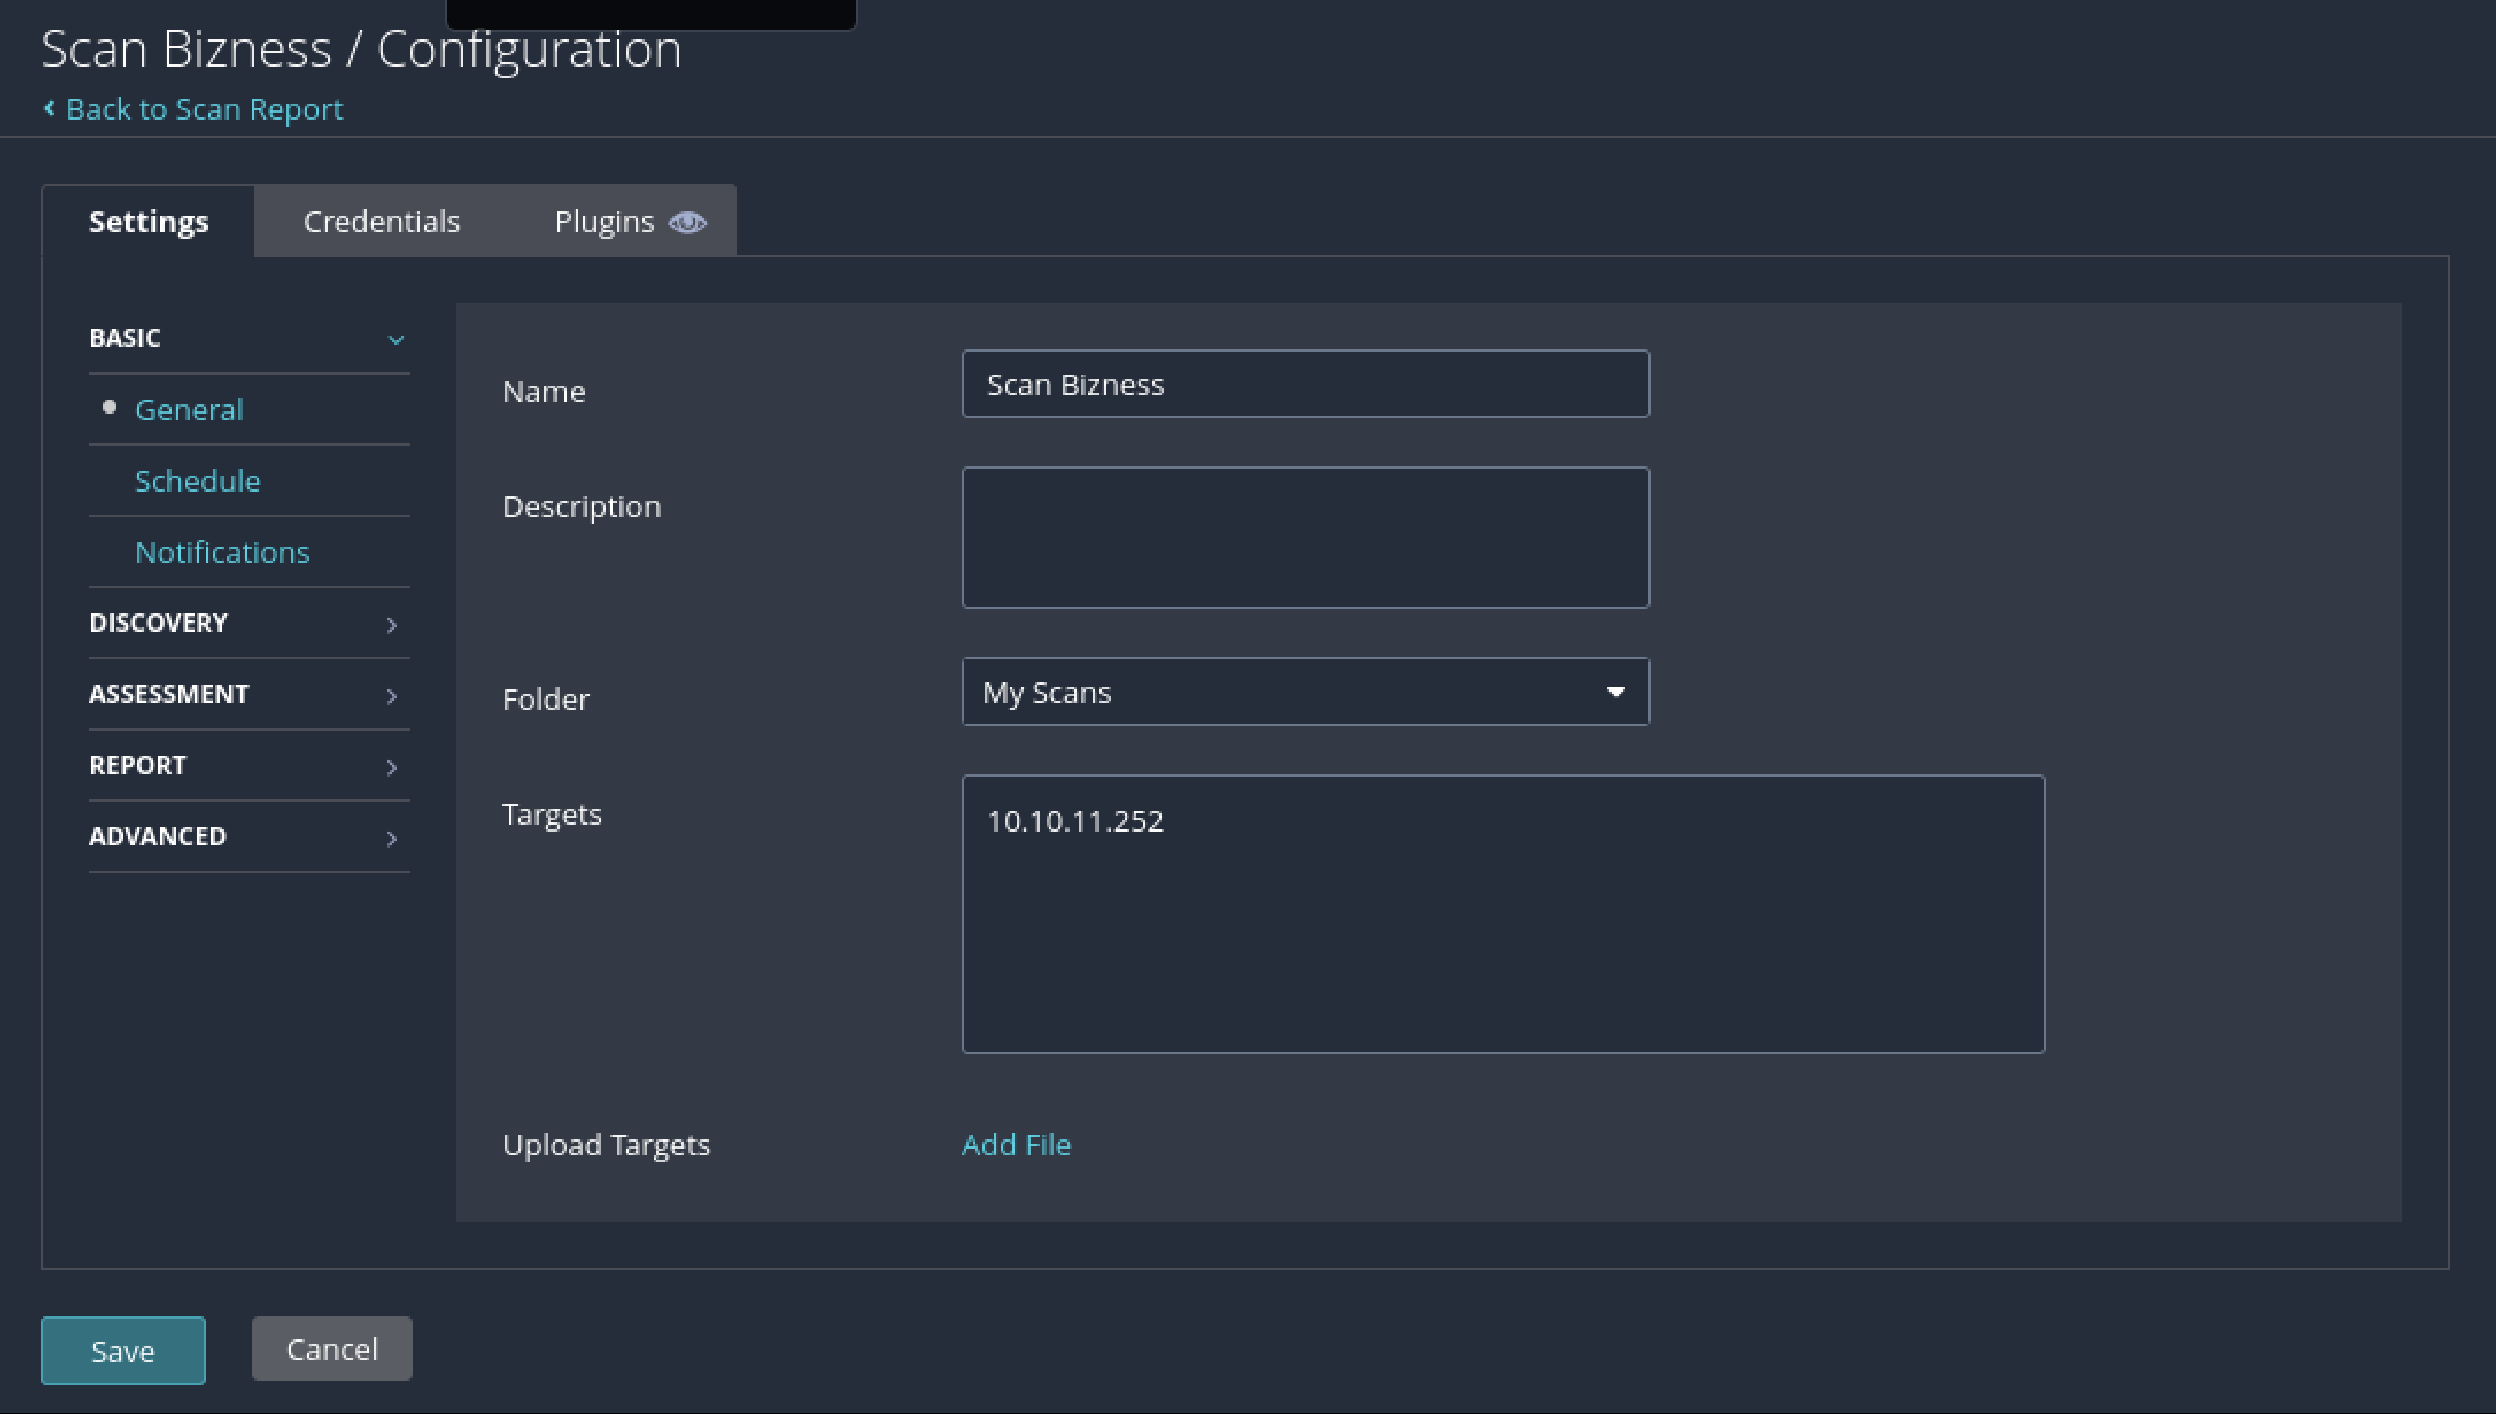 Scan Bizness / Configuration
Back to Scan Report
Settings
Credentials
Plugins
BASIC
General
Schedule
Notifications
DISCOVERY
ASSESSMENT
REPORT
ADVANCED
Name
Scan Bizness
Description
Folder
My Scans
Targets
10.10.11.252
Upload Targets
Add File
Save
Cancel